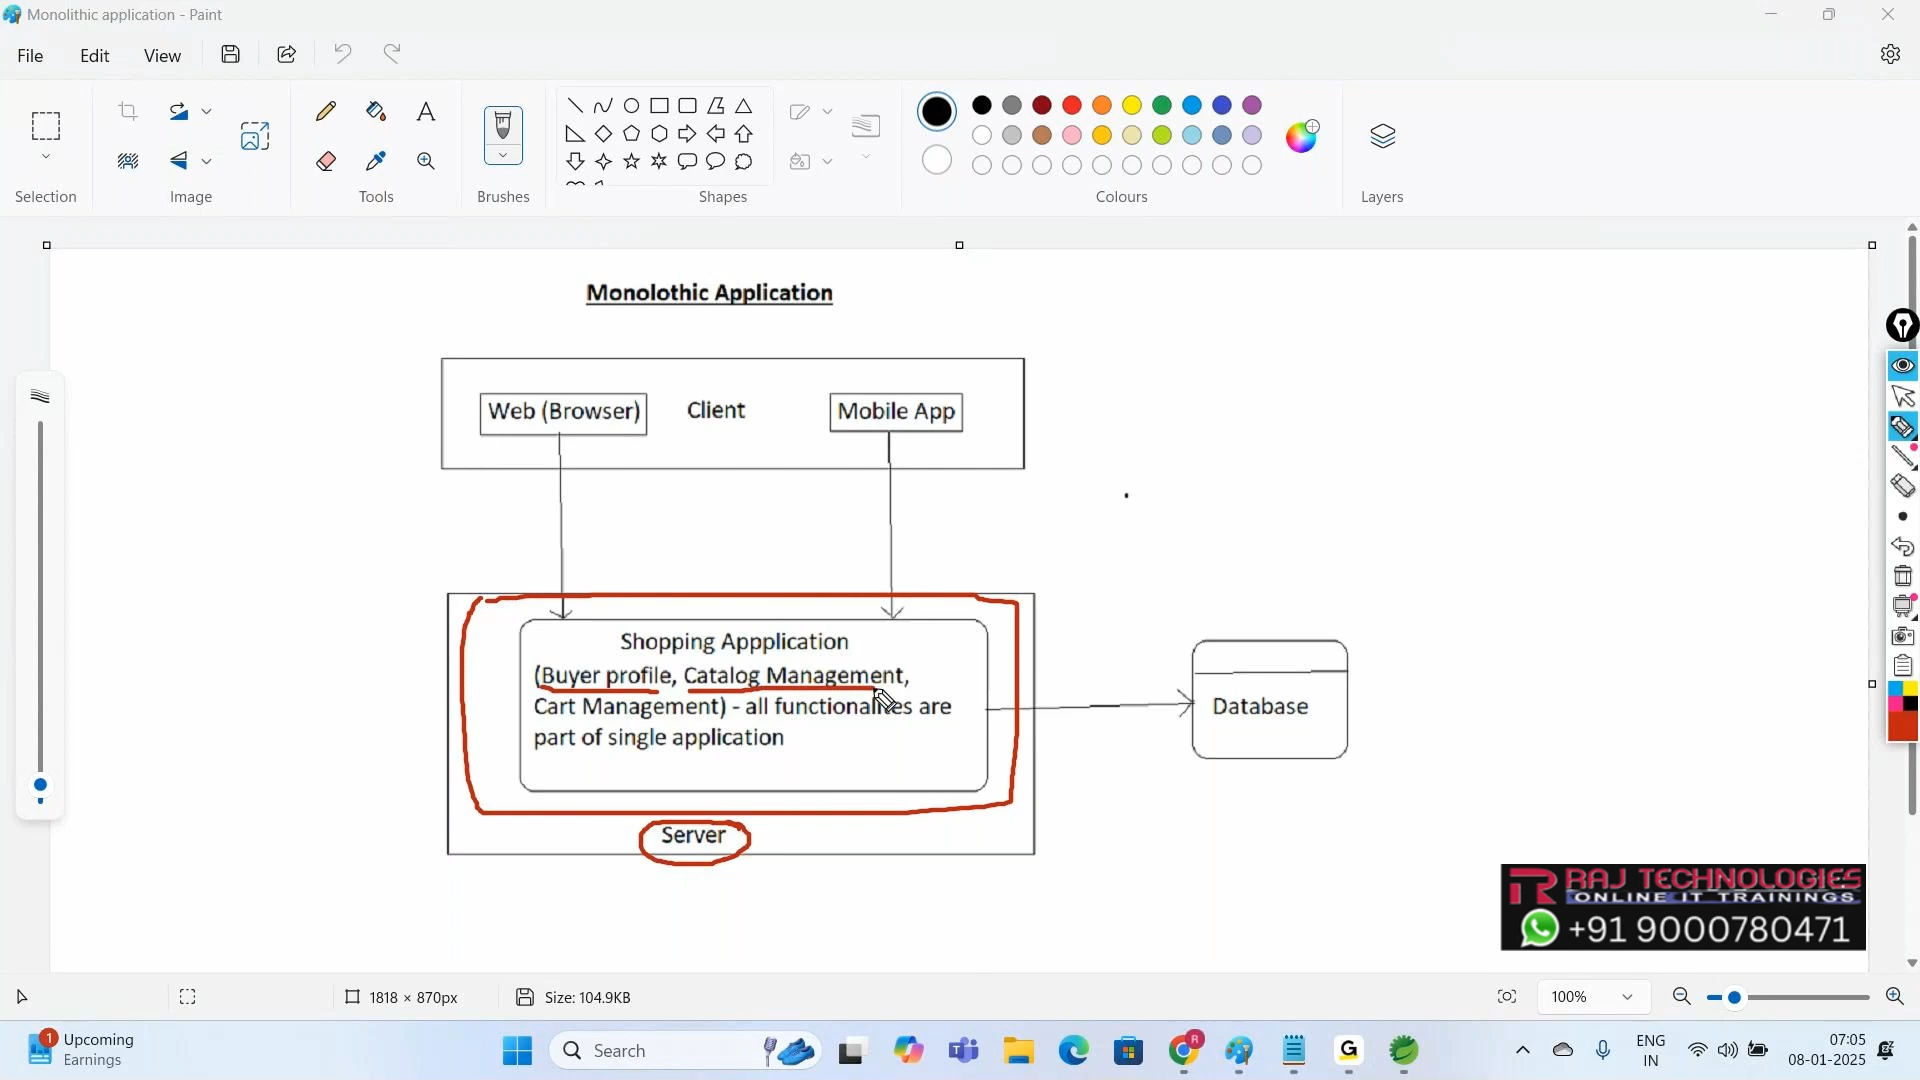 Monolithic application - Paint
File Edit View
Selection Image Tools Brushes Shapes Colours Layers
Monolothic Application
Web (Browser) Client Mobile App
Shopping Appplication
(Buyer profile, Catalog Management,
Cart Management) - all functionalites are
part of single application
Database
Server
RAJ TECHNOLOGIES
ONLINE IT TRAININGS
+91 9000780471
1818 × 870px Size: 104.9KB 100%
1 Upcoming
Earnings
Search
R
G
ENG
IN
07:05
08-01-2025